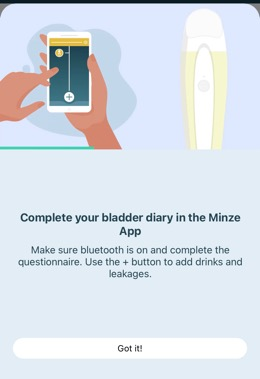 Complete your bladder diary in the Minze
App
Make sure bluetooth is on and complete the
questionnaire. Use the + button to add drinks and
leakages.
Got it!